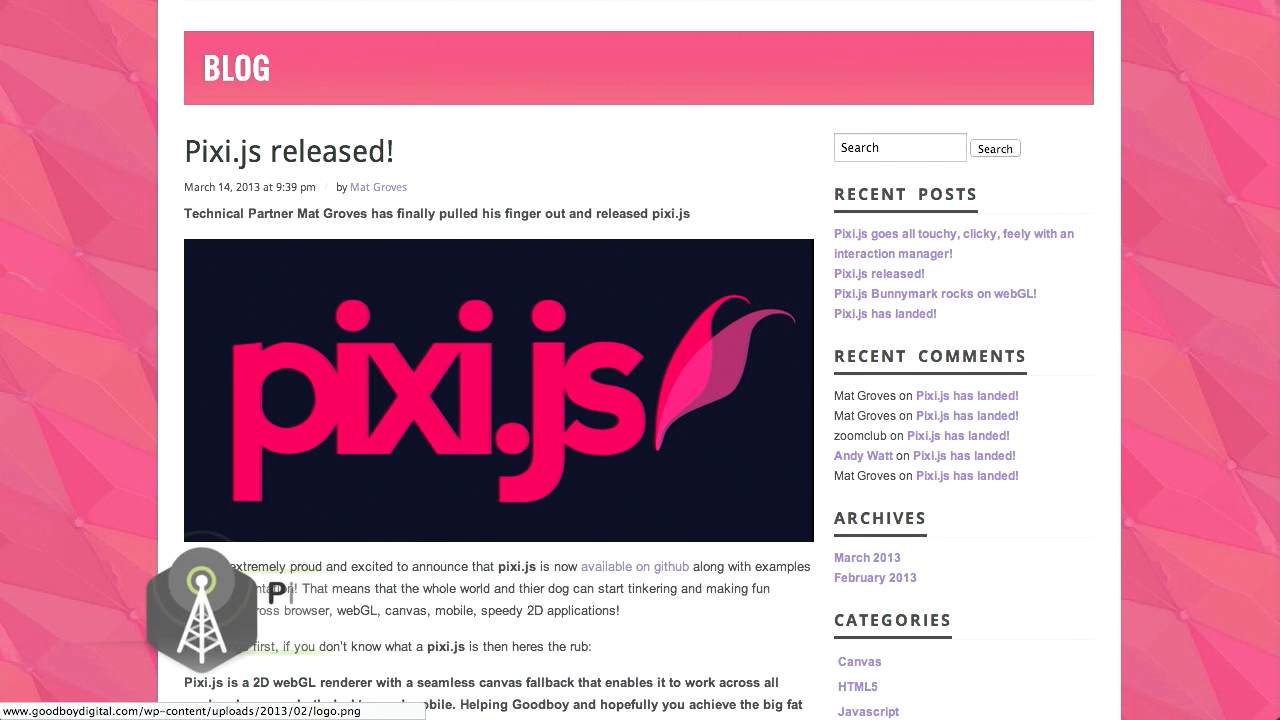 BLOG
Pixi.js released!
March 14, 2013 at 9:39 pm / by Mat Groves
Technical Partner Mat Groves has finally pulled his finger out and released pixi.js
pixi.js
extremely proud and excited to announce that pixi.js is now available on github along with examples
That means that the whole world and thier dog can start tinkering and making fun
cross browser, webGL, canvas, mobile, speedy 2D applications!
first, if you don't know what a pixi.js is then heres the rub:
Pixi.js is a 2D webGL renderer with a seamless canvas fallback that enables it to work across all
Helping Goodboy and hopefully you achieve the big fat
Pi
www.goodboydigital.com/wp-content/uploads/2013/02/logo.png
Search Search
RECENT POSTS
Pixi.js goes all touchy, clicky, feely with an
interaction manager!
Pixi.js released!
Pixi.js Bunnymark rocks on webGL!
Pixi.js has landed!
RECENT COMMENTS
Mat Groves on Pixi.js has landed!
Mat Groves on Pixi.js has landed!
zoomclub on Pixi.js has landed!
Andy Watt on Pixi.js has landed!
Mat Groves on Pixi.js has landed!
ARCHIVES
March 2013
February 2013
CATEGORIES
Canvas
HTML5
Javascript